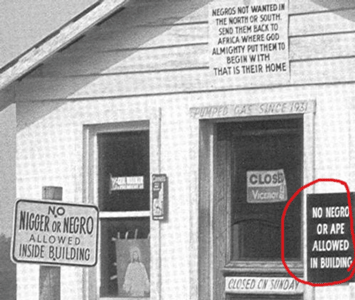 NEGROS NOT WANTED IN
THE NORTH OR SOUTH.
SEND THEM BACK TO
AFRICA WHERE GOD
ALMIGHTY PUT THEM TO
BEGIN WITH
THAT IS THEIR HOME
PUMPED GAS SINCE 1931
CLOSED
VICEROY
NO
NIGGER OR NEGRO
ALLOWED
INSIDE BUILDING
NO NEGRO
OR APE
ALLOWED
IN BUILDING
CLOSED ON SUNDAY